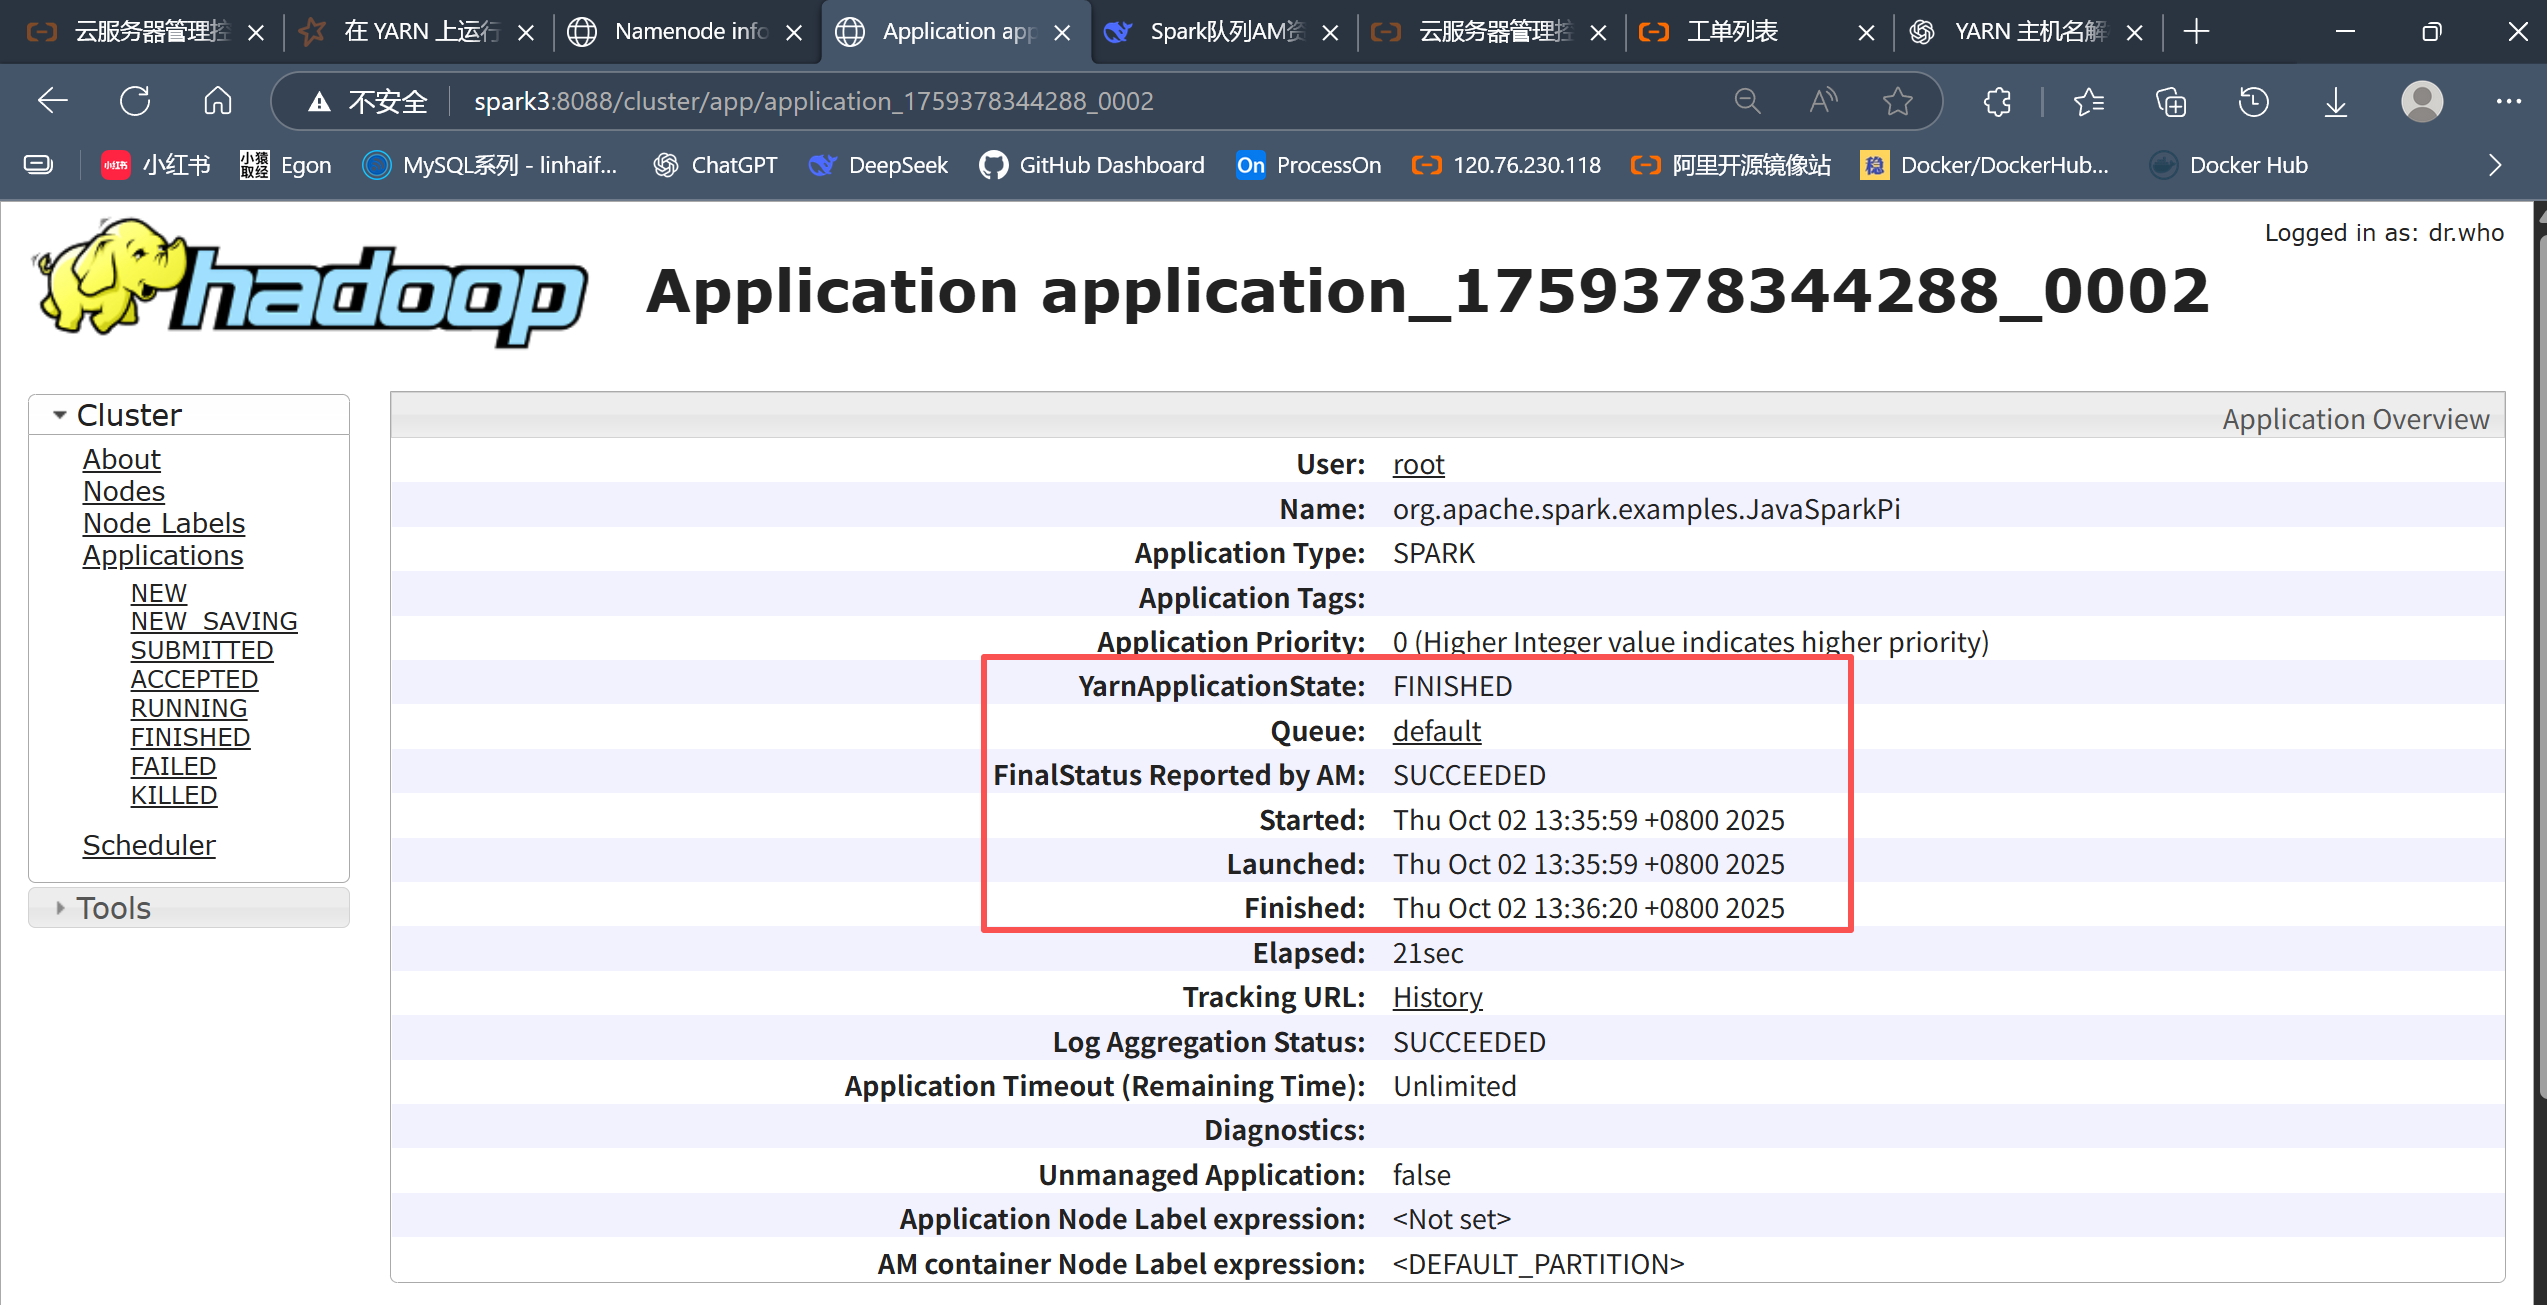 云服务器管理控
在 YARN 上运行
Namenode info
Application app
Spark队列AM资
云服务器管理控
工单列表
YARN 主机名解
不安全
spark3:8088/cluster/app/application_1759378344288_0002
小红书
小猿取经
Egon
MySQL系列 - linhaif...
ChatGPT
DeepSeek
GitHub Dashboard
On
ProcessOn
120.76.230.118
阿里开源镜像站
稳
Docker/DockerHub...
Docker Hub
hadoop
Application application_1759378344288_0002
Logged in as: dr.who
Cluster
About
Nodes
Node Labels
Applications
NEW
NEW_SAVING
SUBMITTED
ACCEPTED
RUNNING
FINISHED
FAILED
KILLED
Scheduler
Tools
Application Overview
User: root
Name: org.apache.spark.examples.JavaSparkPi
Application Type: SPARK
Application Tags:
Application Priority: 0 (Higher Integer value indicates higher priority)
YarnApplicationState: FINISHED
Queue: default
FinalStatus Reported by AM: SUCCEEDED
Started: Thu Oct 02 13:35:59 +0800 2025
Launched: Thu Oct 02 13:35:59 +0800 2025
Finished: Thu Oct 02 13:36:20 +0800 2025
Elapsed: 21sec
Tracking URL: History
Log Aggregation Status: SUCCEEDED
Application Timeout (Remaining Time): Unlimited
Diagnostics:
Unmanaged Application: false
Application Node Label expression: <Not set>
AM container Node Label expression: <DEFAULT_PARTITION>